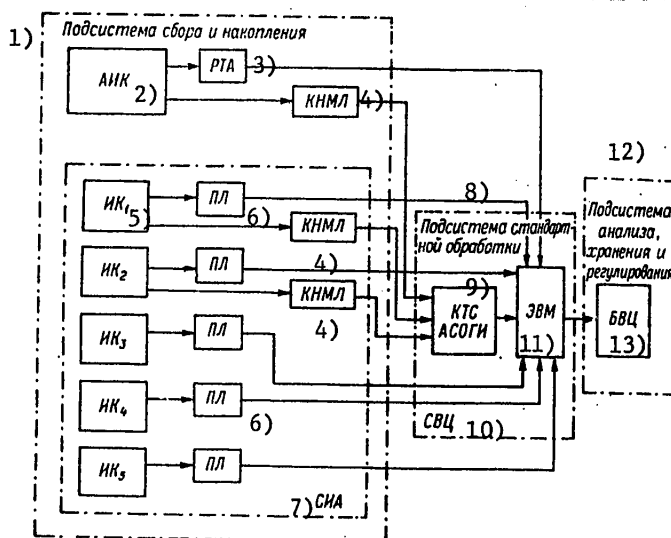 1)
Подсистема сбора и накопления
АИК
2)
РТА
3)
КНМЛ
4)
12)
ИК₁
5)
ПЛ
6)
КНМЛ
8)
Подсистема стандарт-
ной обработки
Подсистема
анализа,
хранения и
регулирования
ИК₂
ПЛ
4)
КНМЛ
4)
9)
КТС
АСОГИ
ЭВМ
11)
БВЦ
13)
ИК₃
ПЛ
ИК₄
ПЛ
6)
СВЦ
10)
ИК₅
ПЛ
7)
СИА